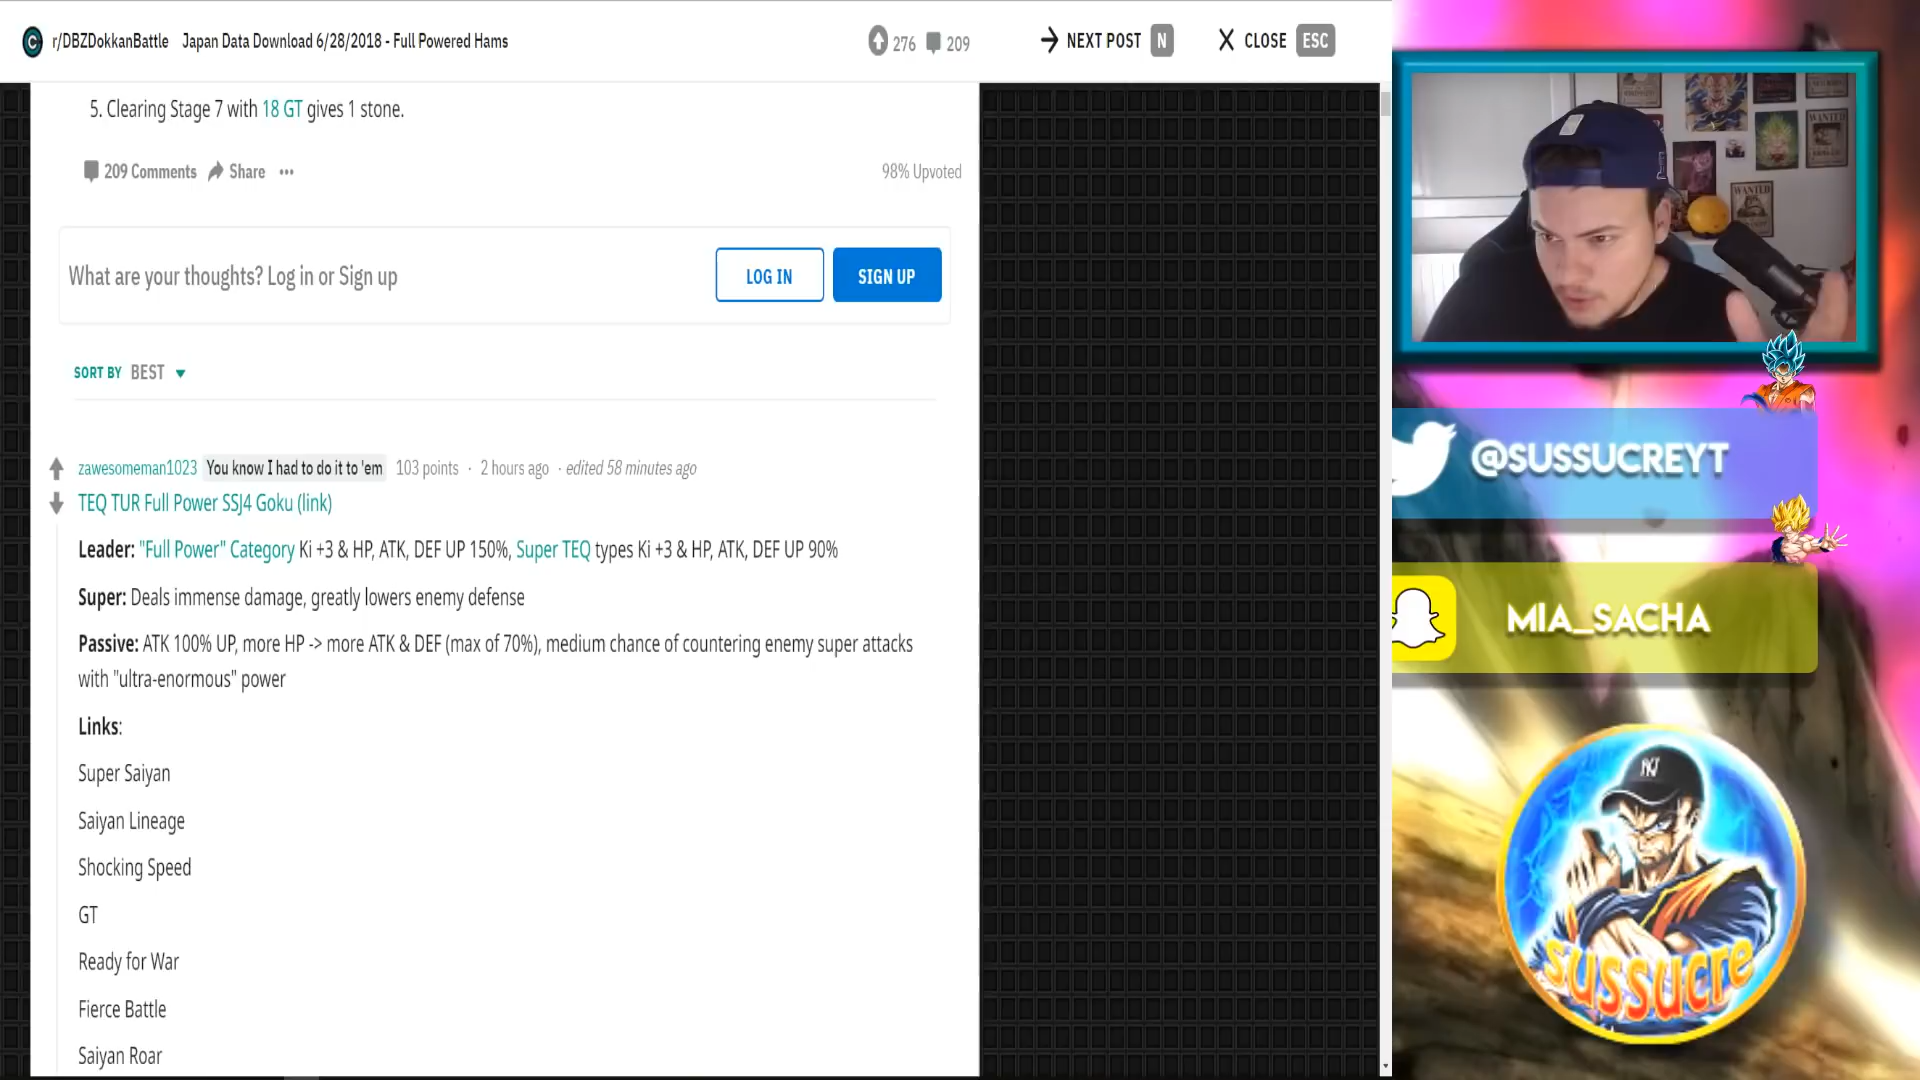 r/DBZDokkanBattle Japan Data Download 6/28/2018 - Full Powered Hams
276 209
NEXT POST N
CLOSE ESC
5. Clearing Stage 7 with 18 GT gives 1 stone.
209 Comments Share ...
98% Upvoted
What are your thoughts? Log in or Sign up
LOG IN
SIGN UP
SORT BY BEST
zawesomeman1023 You know I had to do it to 'em 103 points · 2 hours ago · edited 58 minutes ago
TEQ TUR Full Power SSJ4 Goku (link)
Leader: "Full Power" Category Ki +3 & HP, ATK, DEF UP 150%, Super TEQ types Ki +3 & HP, ATK, DEF UP 90%
Super: Deals immense damage, greatly lowers enemy defense
Passive: ATK 100% UP, more HP -> more ATK & DEF (max of 70%), medium chance of countering enemy super attacks
with "ultra-enormous" power
Links:
Super Saiyan
Saiyan Lineage
Shocking Speed
GT
Ready for War
Fierce Battle
Saiyan Roar
WANTED
WANTED
@SUSSUCREYT
MIA_SACHA
NY
SUSSUCRE